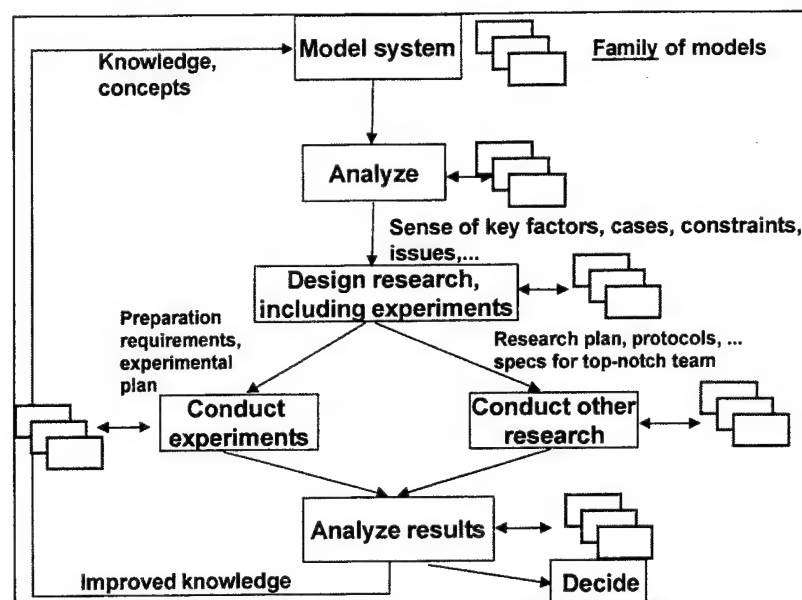 Model system
Family of models
Knowledge,
concepts
Analyze
Sense of key factors, cases, constraints,
issues,...
Design research,
including experiments
Preparation
requirements,
experimental
plan
Research plan, protocols, ...
specs for top-notch team
Conduct
experiments
Conduct other
research
Analyze results
Improved knowledge
Decide